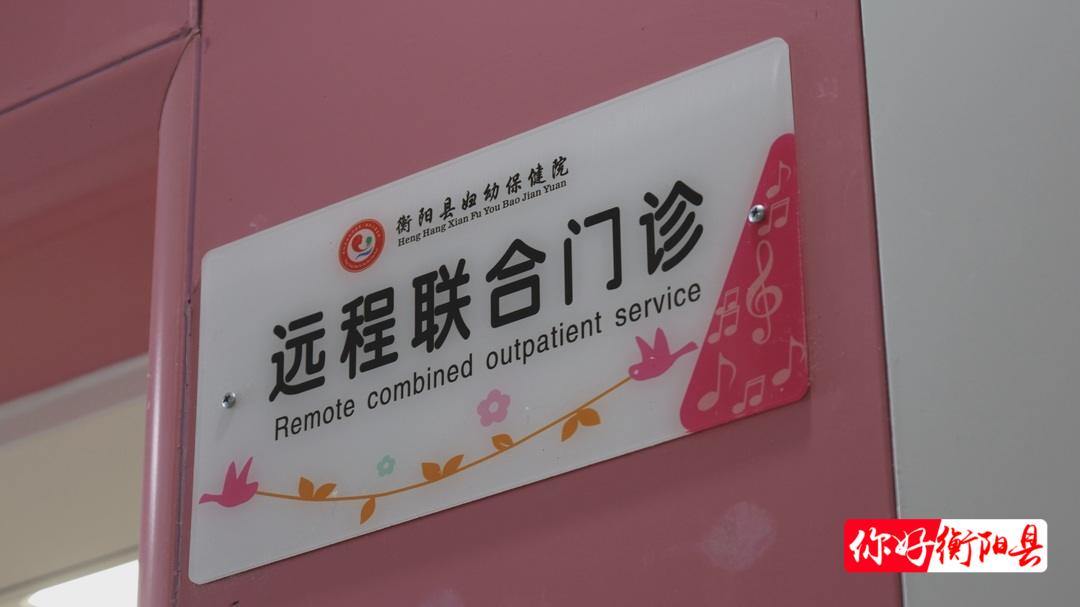 衡阳县妇幼保健院
Heng Hang Xian Fu You Bao Jian Yuan
远程联合门诊
Remote combined outpatient service
你好衡阳县